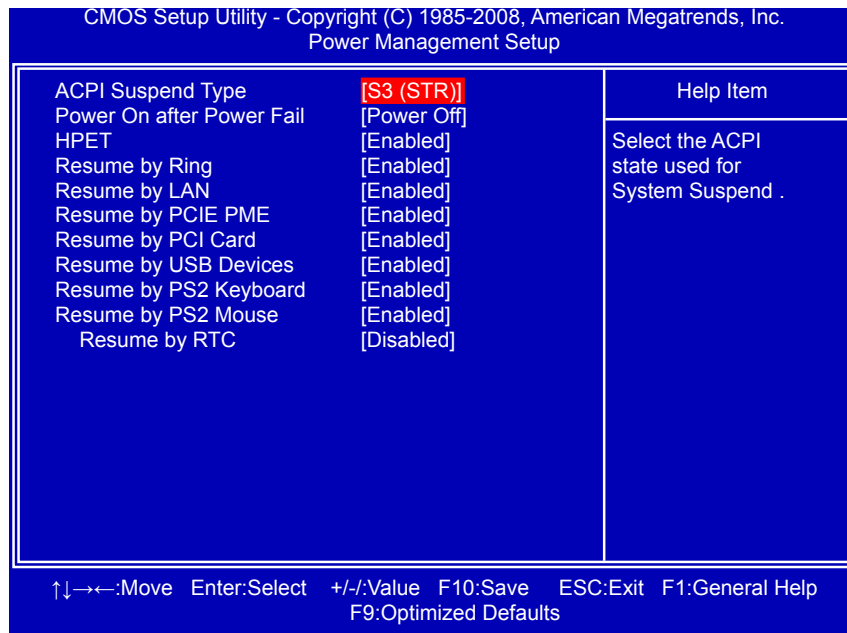 CMOS Setup Utility - Copyright (C) 1985-2008, American Megatrends, Inc.
Power Management Setup
ACPI Suspend Type [S3 (STR)]
Power On after Power Fail [Power Off]
HPET [Enabled]
Resume by Ring [Enabled]
Resume by LAN [Enabled]
Resume by PCIE PME [Enabled]
Resume by PCI Card [Enabled]
Resume by USB Devices [Enabled]
Resume by PS2 Keyboard [Enabled]
Resume by PS2 Mouse [Enabled]
Resume by RTC [Disabled]
Help Item
Select the ACPI
state used for
System Suspend .
↑↓→←:Move Enter:Select +/-/:Value F10:Save ESC:Exit F1:General Help
F9:Optimized Defaults